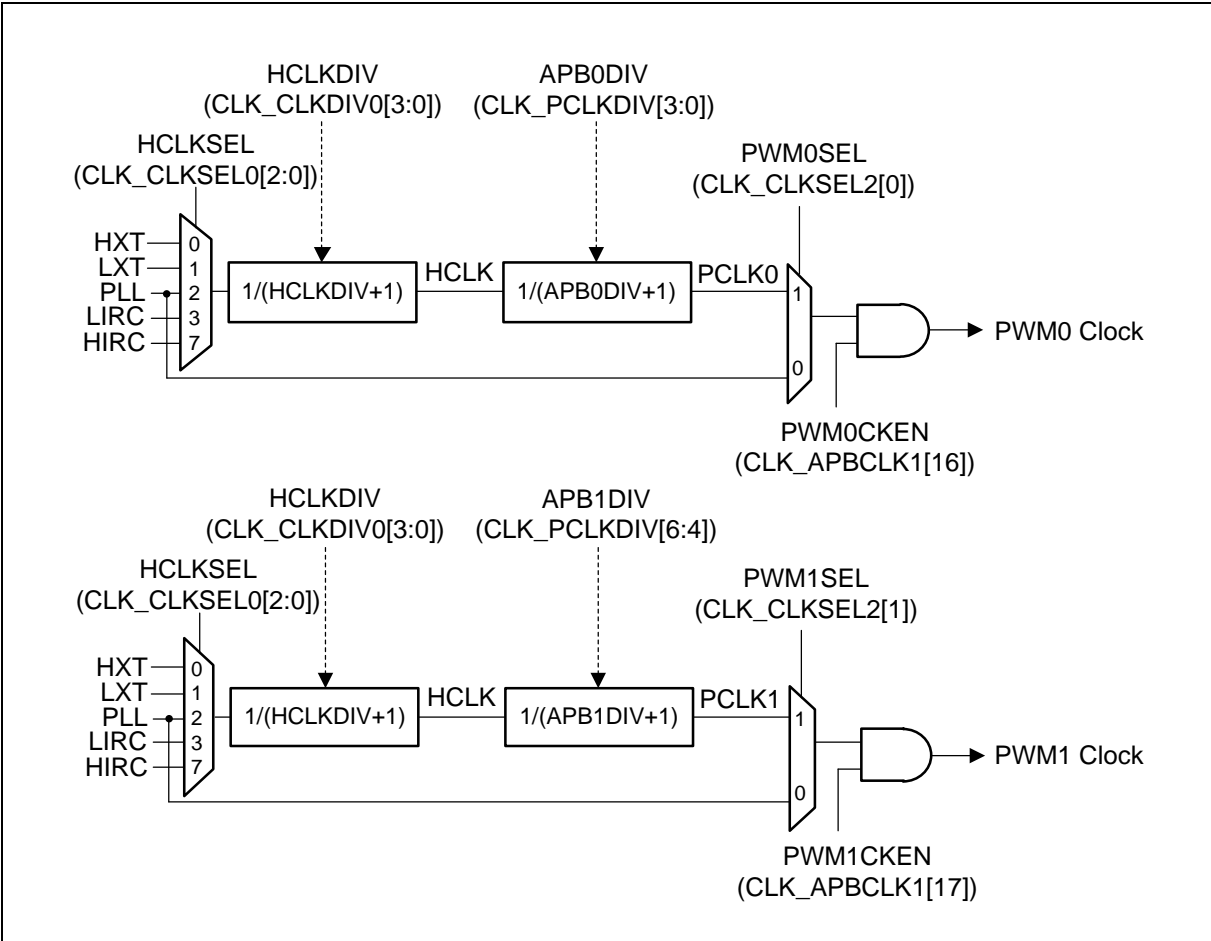 HCLKDIV
(CLK_CLKDIV0[3:0])
APB0DIV
(CLK_PCLKDIV[3:0])
HCLKSEL
(CLK_CLKSEL0[2:0])
PWM0SEL
(CLK_CLKSEL2[0])
HXT
LXT
PLL
LIRC
HIRC
0
1
2
3
7
1/(HCLKDIV+1)
HCLK
1/(APB0DIV+1)
PCLK0
1
0
PWM0 Clock
PWM0CKEN
(CLK_APBCLK1[16])
HCLKDIV
(CLK_CLKDIV0[3:0])
APB1DIV
(CLK_PCLKDIV[6:4])
HCLKSEL
(CLK_CLKSEL0[2:0])
PWM1SEL
(CLK_CLKSEL2[1])
HXT
LXT
PLL
LIRC
HIRC
0
1
2
3
7
1/(HCLKDIV+1)
HCLK
1/(APB1DIV+1)
PCLK1
1
0
PWM1 Clock
PWM1CKEN
(CLK_APBCLK1[17])